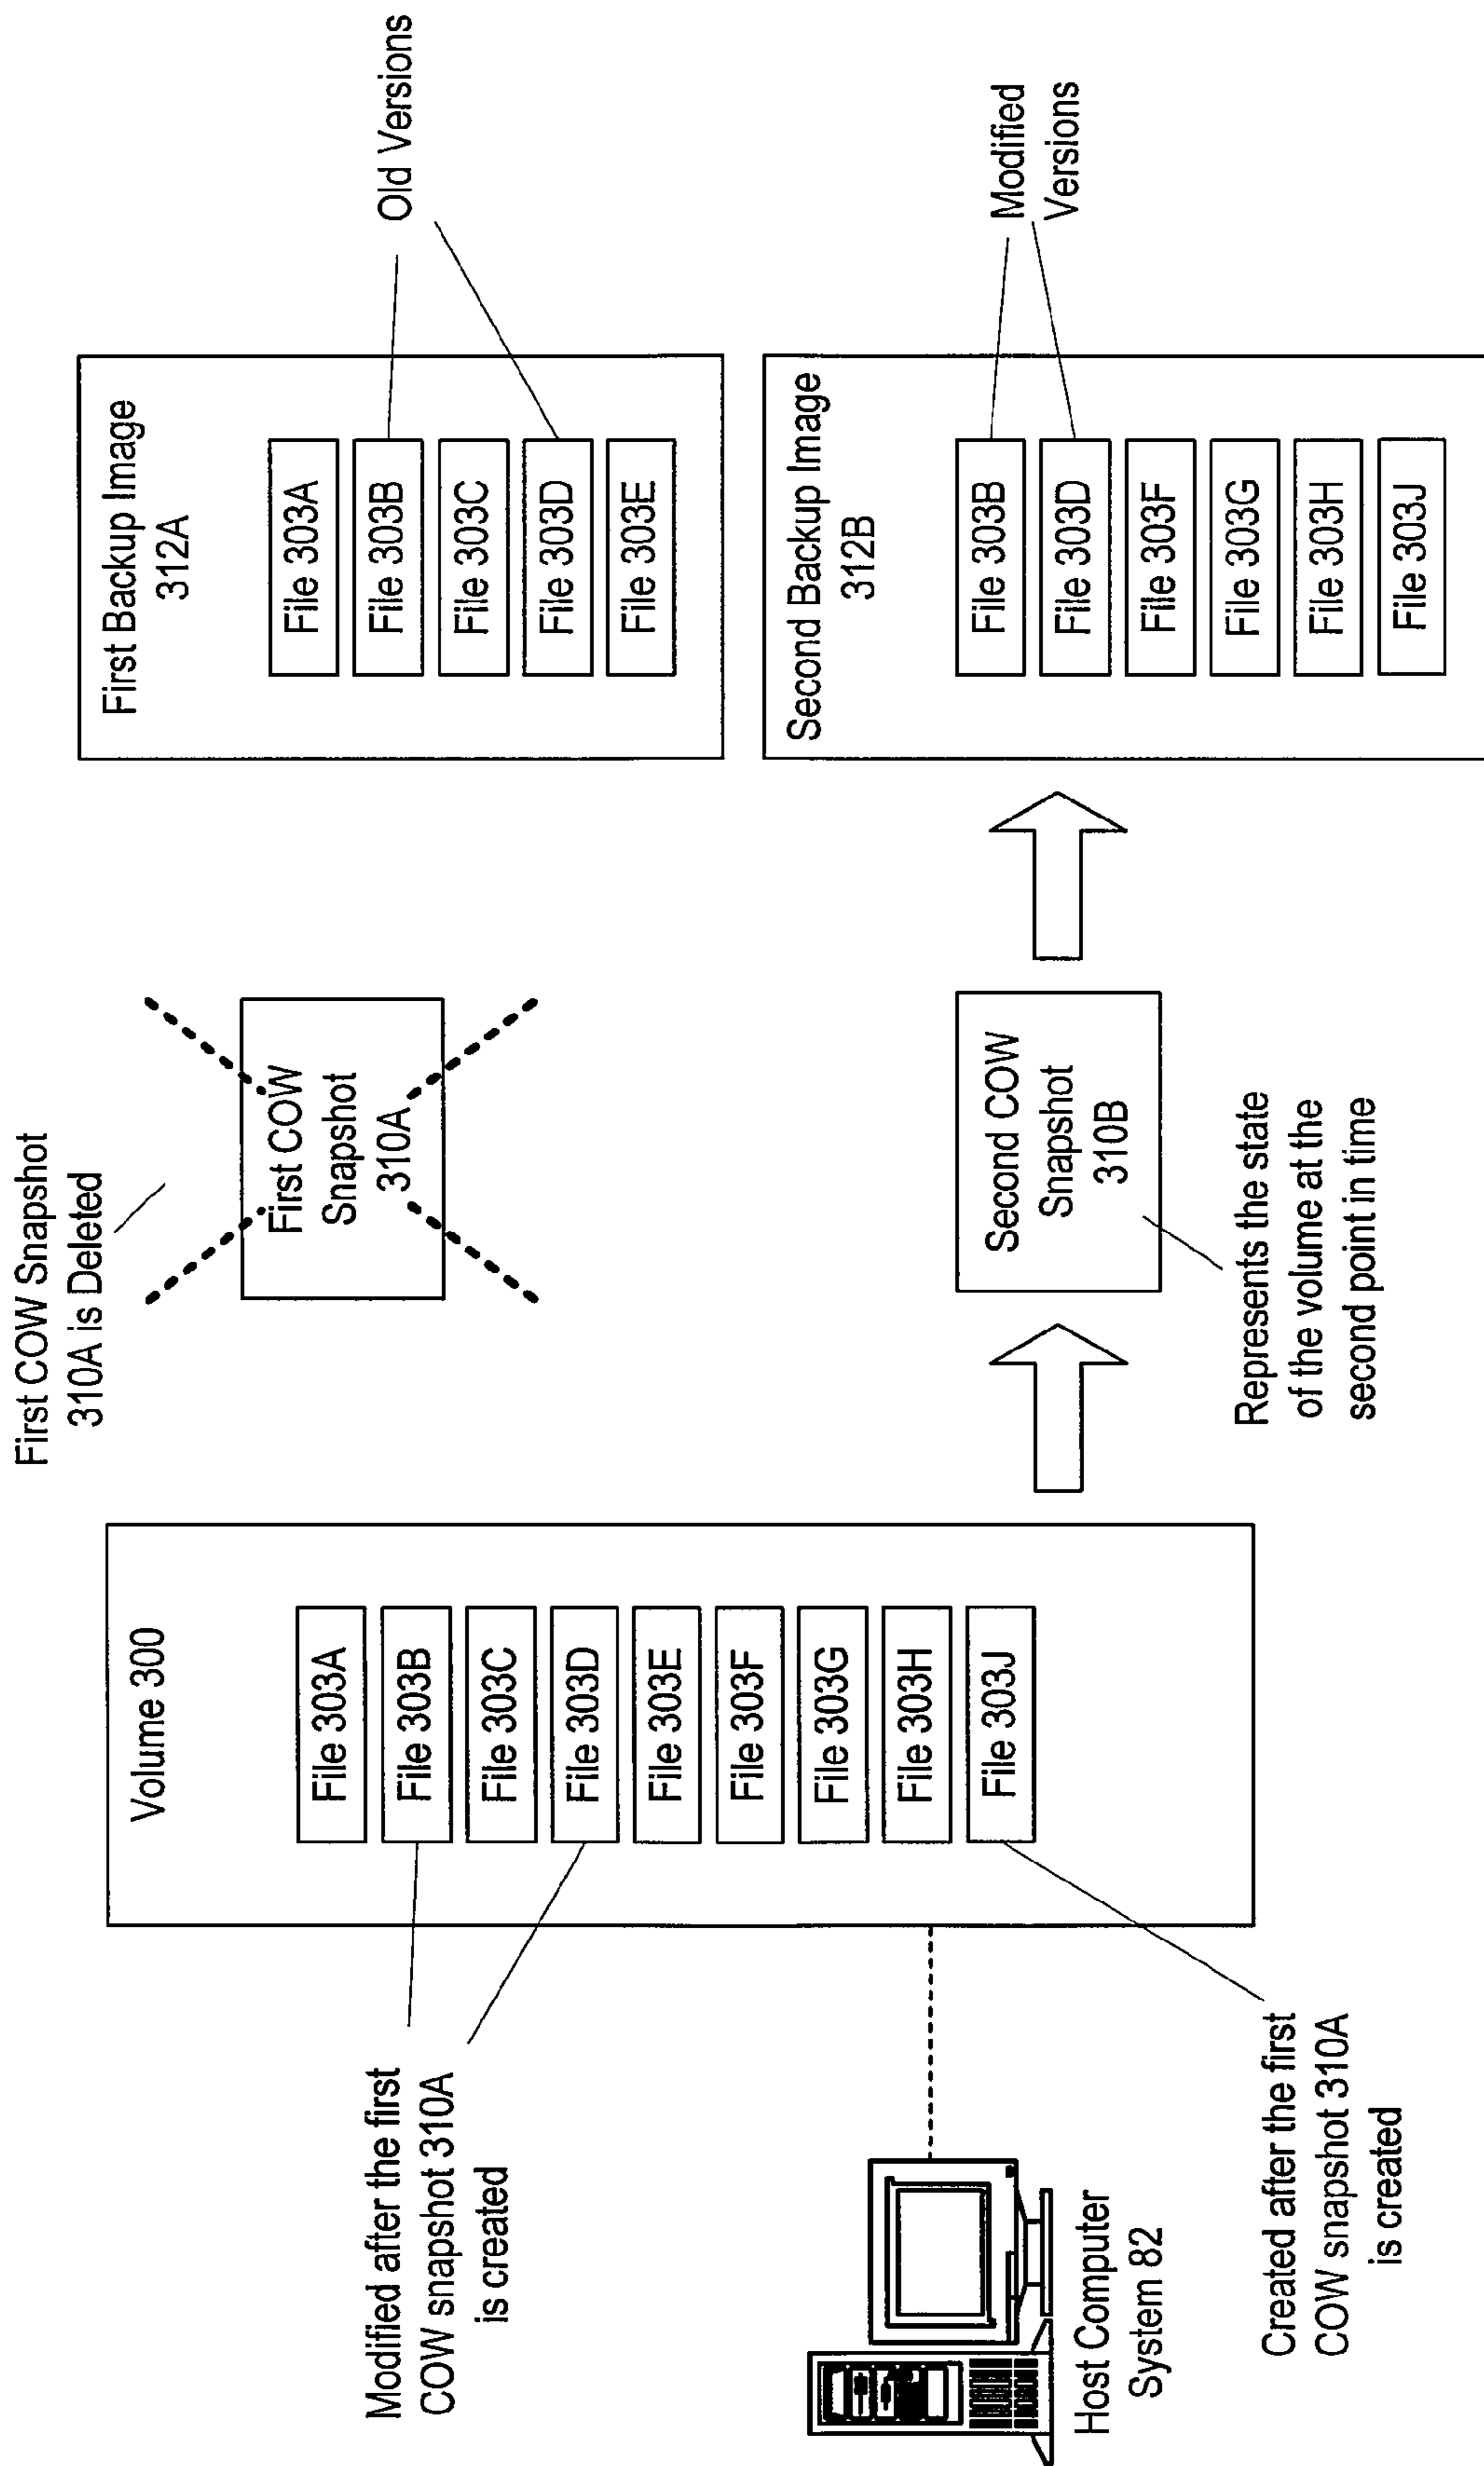 First COW Snapshot
310A is Deleted
Volume 300
File 303A
File 303B
File 303C
File 303D
File 303E
File 303F
File 303G
File 303H
File 303J
Modified after the first
COW snapshot 310A
is created
Host Computer
System 82
Created after the first
COW snapshot 310A
is created
First COW
Snapshot
310A
Second COW
Snapshot
310B
Represents the state
of the volume at the
second point in time
First Backup Image
312A
File 303A
File 303B
File 303C
File 303D
File 303E
Old Versions
Second Backup Image
312B
File 303B
File 303D
File 303F
File 303G
File 303H
File 303J
Modified
Versions